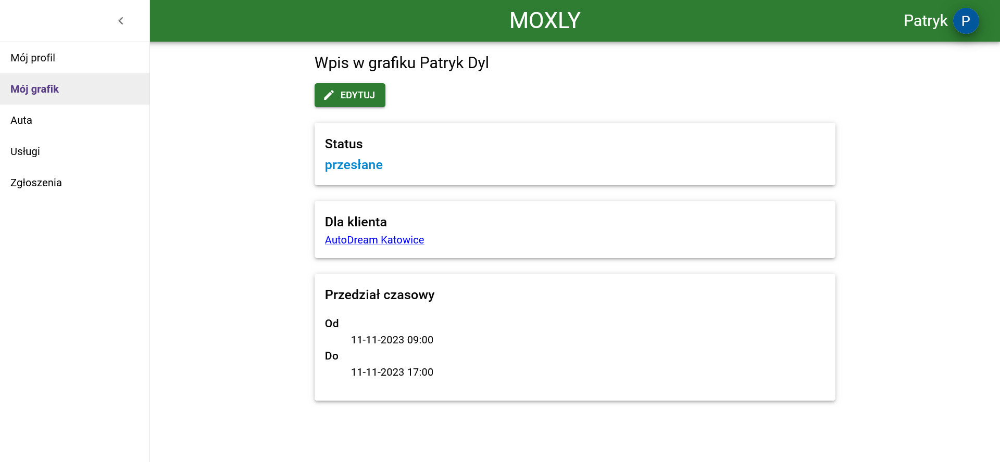 MOXLY
Patryk
P
Mój profil
Mój grafik
Auta
Usługi
Zgłoszenia
Wpis w grafiku Patryk Dyl
EDYTUJ
Status
przesłane
Dla klienta
AutoDream Katowice
Przedział czasowy
Od
11-11-2023 09:00
Do
11-11-2023 17:00